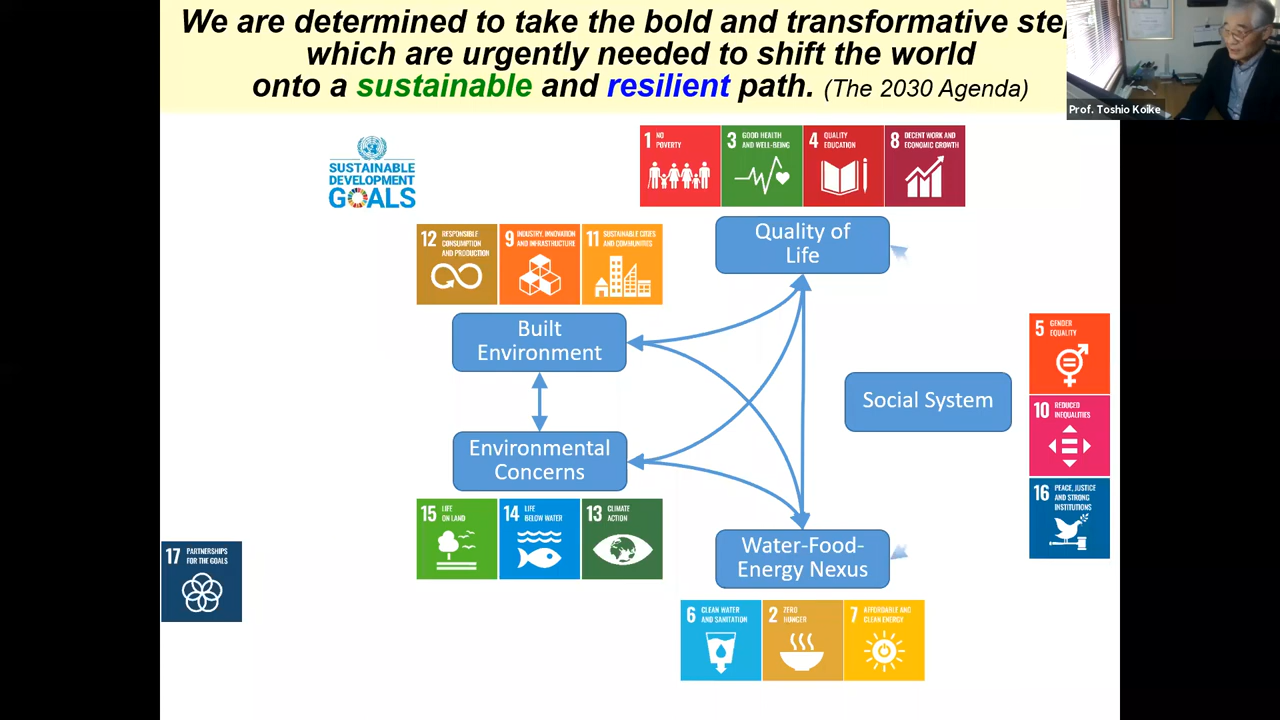 We are determined to take the bold and transformative ste
which are urgently needed to shift the world
onto a sustainable and resilient path. (The 2030 Agenda)
Prof. Toshio Koike
SUSTAINABLE
DEVELOPMENT
GOALS
1 NO
POVERTY
3 GOOD HEALTH
AND WELL-BEING
4 QUALITY
EDUCATION
8 DECENT WORK AND
ECONOMIC GROWTH
Quality of
Life
12 RESPONSIBLE
CONSUMPTION
AND PRODUCTION
9 INDUSTRY, INNOVATION
AND INFRASTRUCTURE
11 SUSTAINABLE CITIES
AND COMMUNITIES
Built
Environment
5 GENDER
EQUALITY
Social System
10 REDUCED
INEQUALITIES
Environmental
Concerns
16 PEACE, JUSTICE
AND STRONG
INSTITUTIONS
15 LIFE
ON LAND
14 LIFE
BELOW WATER
13 CLIMATE
ACTION
Water-Food-
Energy Nexus
17 PARTNERSHIPS
FOR THE GOALS
6 CLEAN WATER
AND SANITATION
2 ZERO
HUNGER
7 AFFORDABLE AND
CLEAN ENERGY